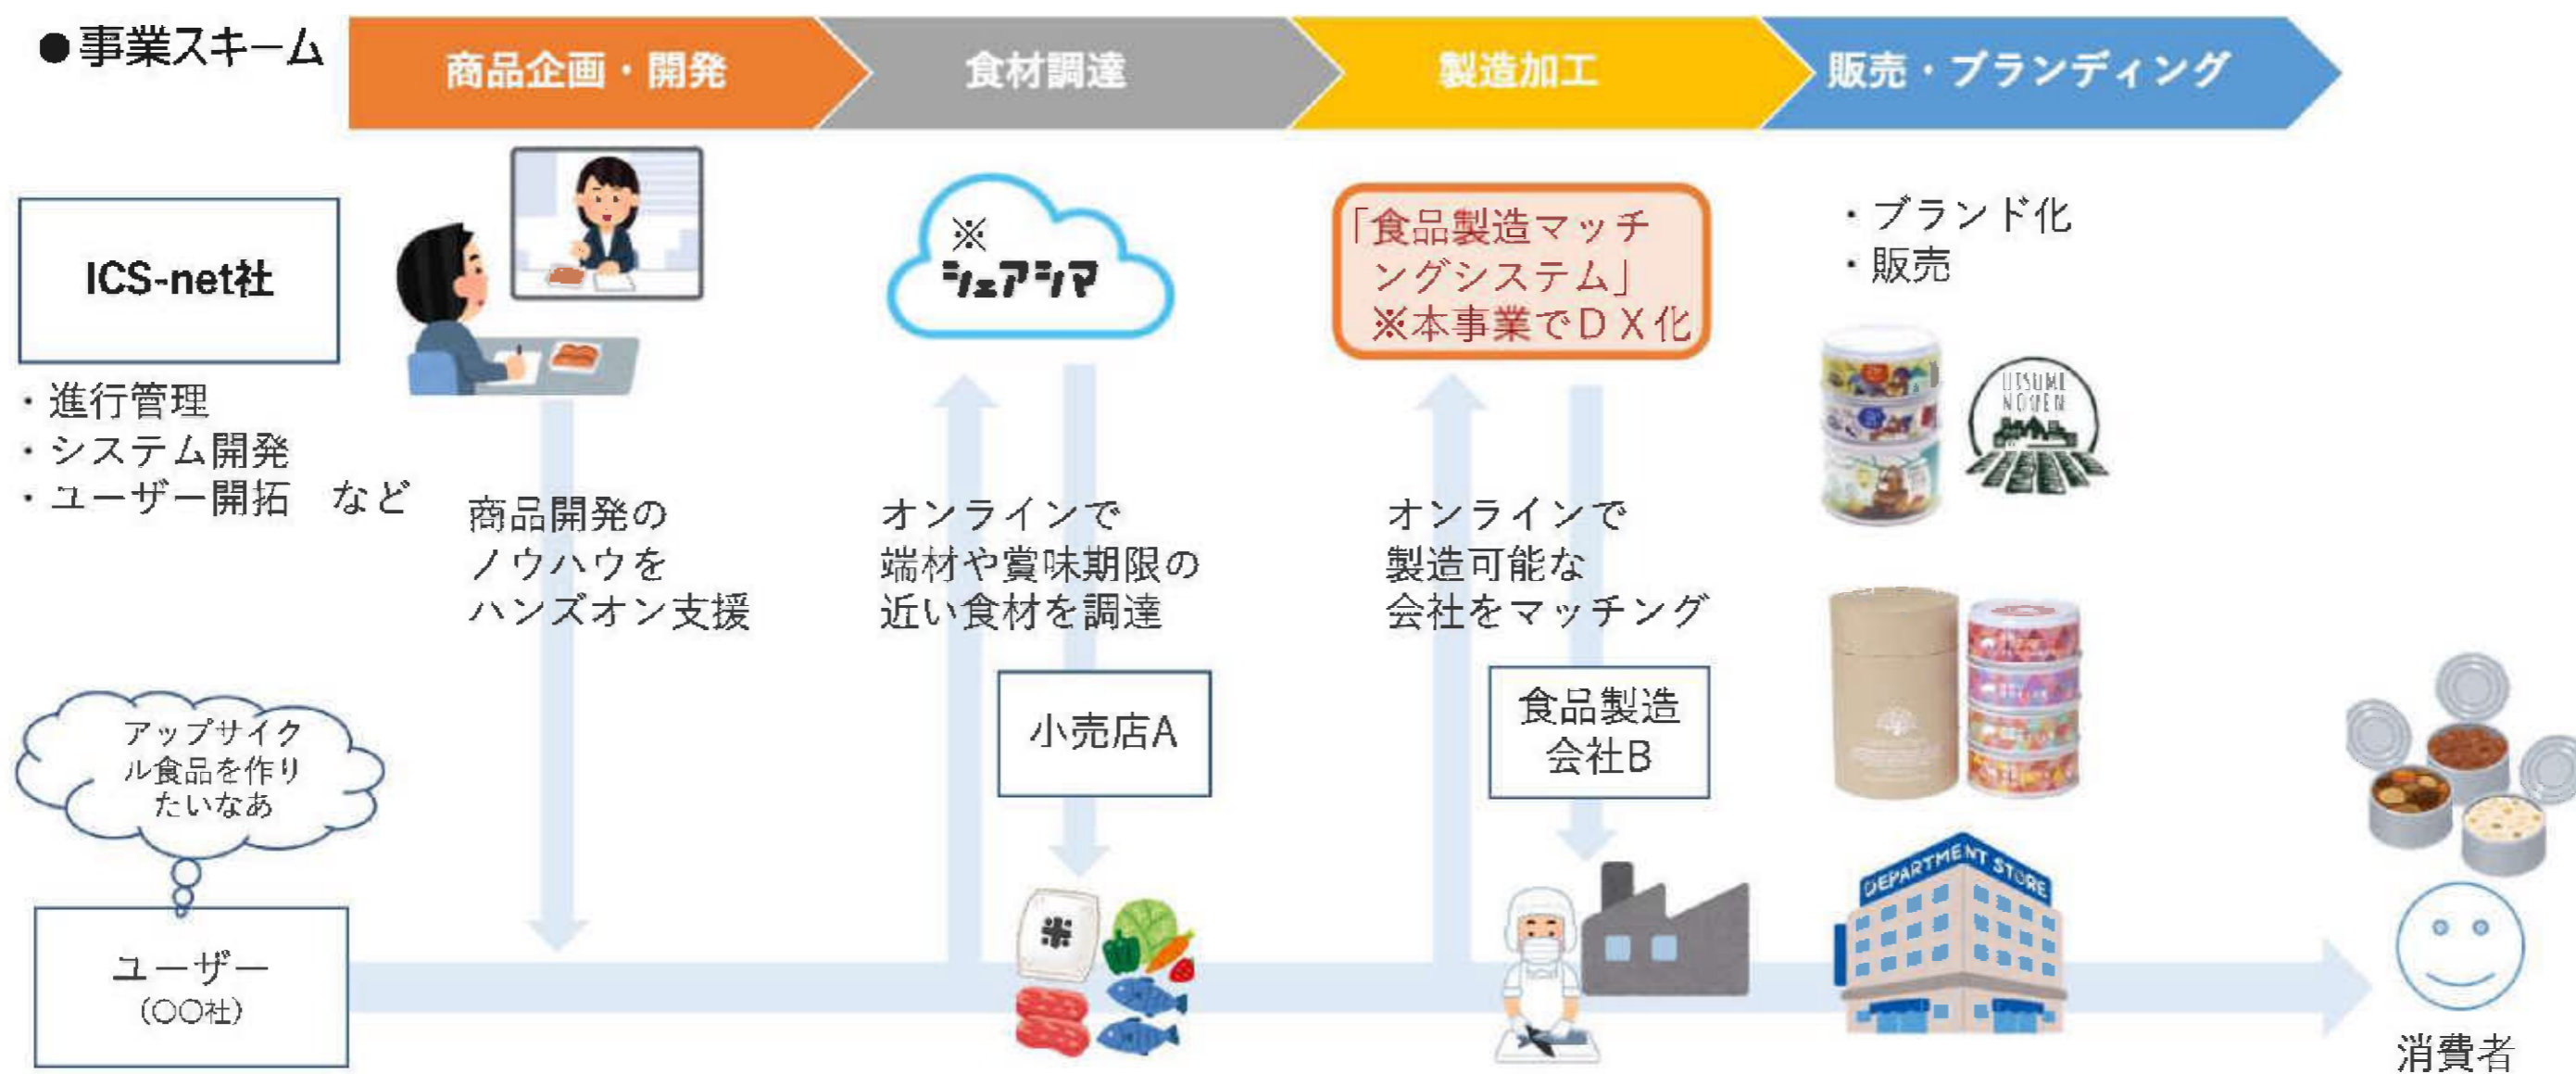 ●事業スキーム
商品企画・開発
食材調達
製造加工
販売・ブランディング
ICS-net社
・進行管理
・システム開発
・ユーザー開拓　など
※
シェアシマ
「食品製造マッチ
ングシステム」
※本事業でＤＸ化
・ブランド化
・販売
UTSUMI
NOUEN
商品開発の
ノウハウを
ハンズオン支援
オンラインで
端材や賞味期限の
近い食材を調達
オンラインで
製造可能な
会社をマッチング
小売店A
食品製造
会社B
アップサイク
ル食品を作り
たいなあ
ユーザー
(〇〇社)
米
DEPARTMENT STORE
消費者